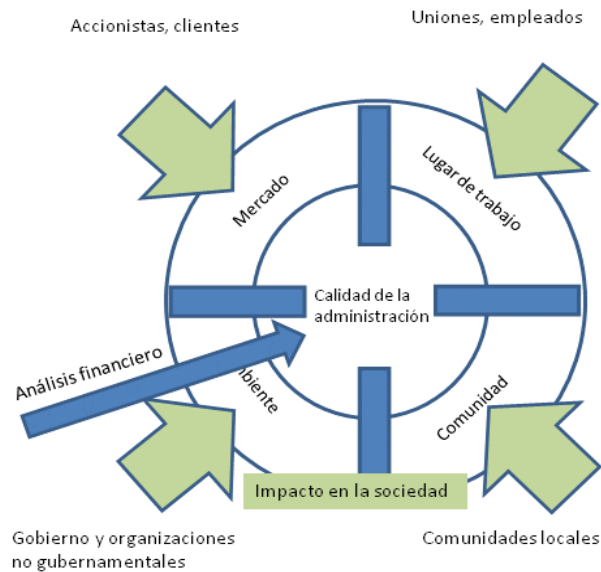 Accionistas, clientes
Uniones, empleados
Mercado
Lugar de trabajo
Calidad de la
administración
Análisis financiero
Comunidad
Impacto en la sociedad
Gobierno y organizaciones
no gubernamentales
Comunidades locales